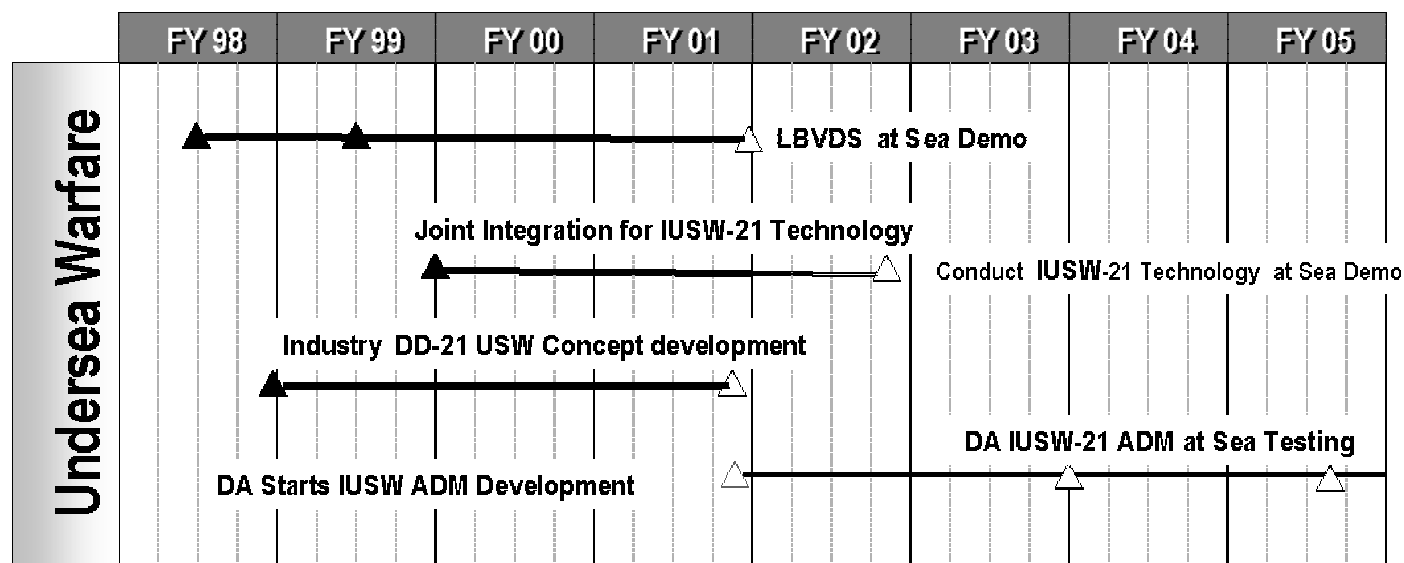 FY 98 FY 99 FY 00 FY 01 FY 02 FY 03 FY 04 FY 05
Undersea Warfare
LBVDS at Sea Demo
Joint Integration for IUSW-21 Technology
Conduct IUSW-21 Technology at Sea Demo
Industry DD-21 USW Concept development
DA IUSW-21 ADM at Sea Testing
DA Starts IUSW ADM Development